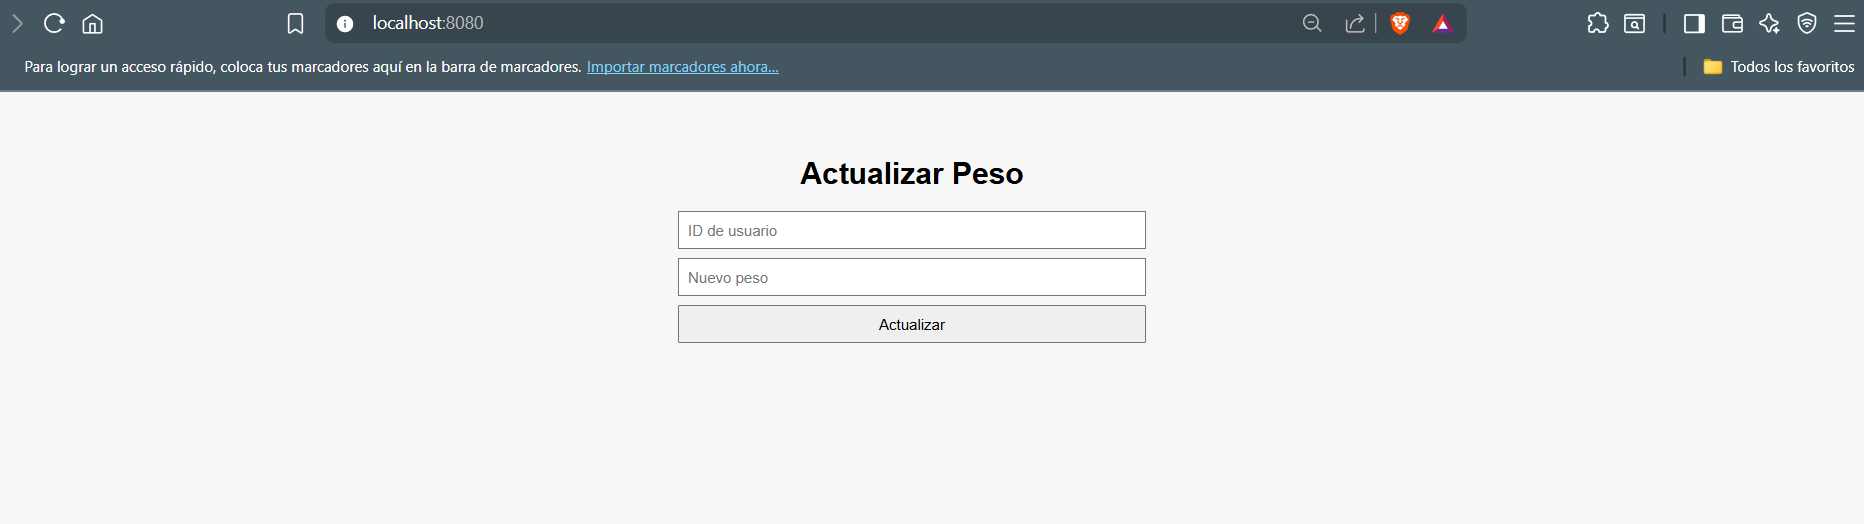 localhost:8080
Para lograr un acceso rápido, coloca tus marcadores aquí en la barra de marcadores. Importar marcadores ahora...
Todos los favoritos
Actualizar Peso
ID de usuario
Nuevo peso
Actualizar